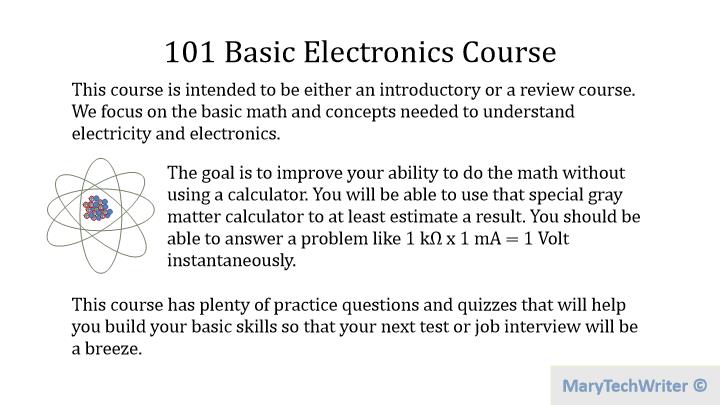 101 Basic Electronics Course
This course is intended to be either an introductory or a review course.
We focus on the basic math and concepts needed to understand
electricity and electronics.
The goal is to improve your ability to do the math without
using a calculator. You will be able to use that special gray
matter calculator to at least estimate a result. You should be
able to answer a problem like 1 kΩ x 1 mA = 1 Volt
instantaneously.
This course has plenty of practice questions and quizzes that will help
you build your basic skills so that your next test or job interview will be
a breeze.
MaryTechWriter ©